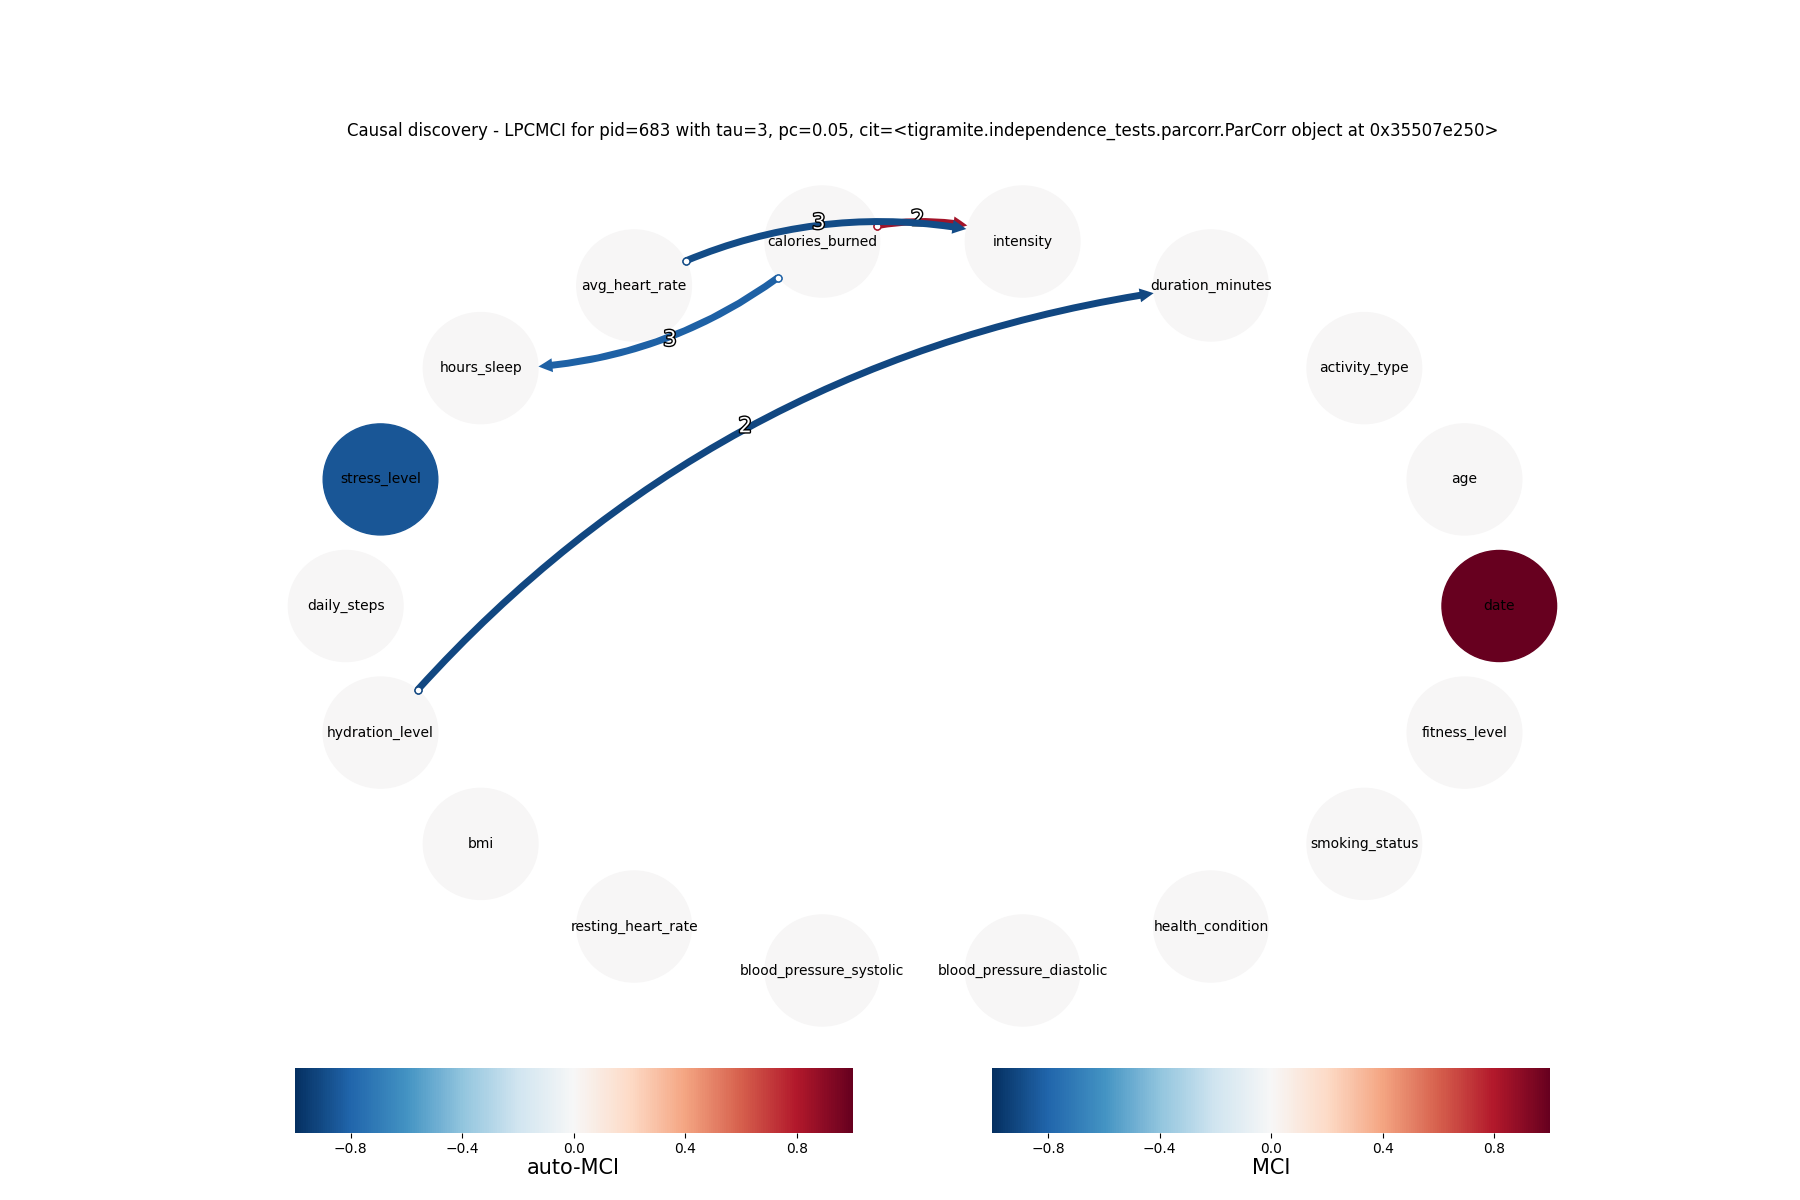 Causal discovery - LPCMCI for pid=683 with tau=3, pc=0.05, cit=<tigramite.independence_tests.parcorr.ParCorr object at 0x35507e250>
3
2
calories_burned
intensity
avg_heart_rate
duration_minutes
3
hours_sleep
activity_type
2
stress_level
age
daily_steps
date
hydration_level
fitness_level
bmi
smoking_status
resting_heart_rate
health_condition
blood_pressure_systolic
blood_pressure_diastolic
−0.8 −0.4 0.0 0.4 0.8
auto-MCI
−0.8 −0.4 0.0 0.4 0.8
MCI